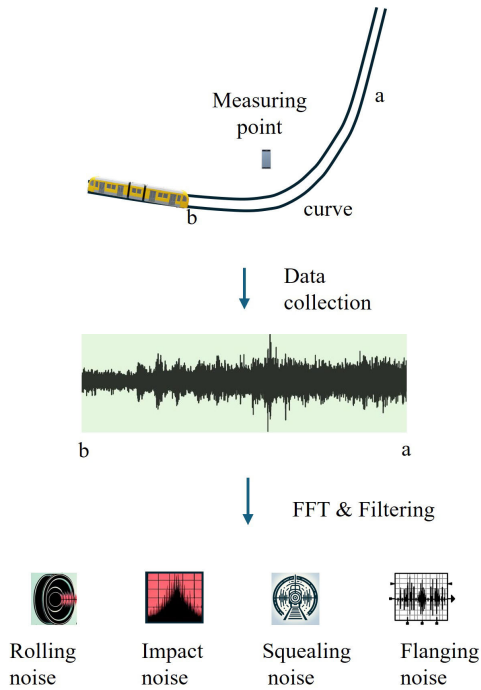 a
Measuring
point
b
curve
Data
collection
b
a
FFT & Filtering
Rolling
noise
Impact
noise
Squealing
noise
Flanging
noise